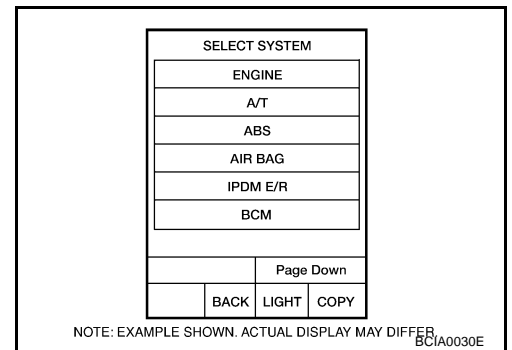 SELECT SYSTEM
ENGINE
A/T
ABS
AIR BAG
IPDM E/R
BCM
Page Down
BACK LIGHT COPY
NOTE: EXAMPLE SHOWN. ACTUAL DISPLAY MAY DIFFER.
BCIA0030E